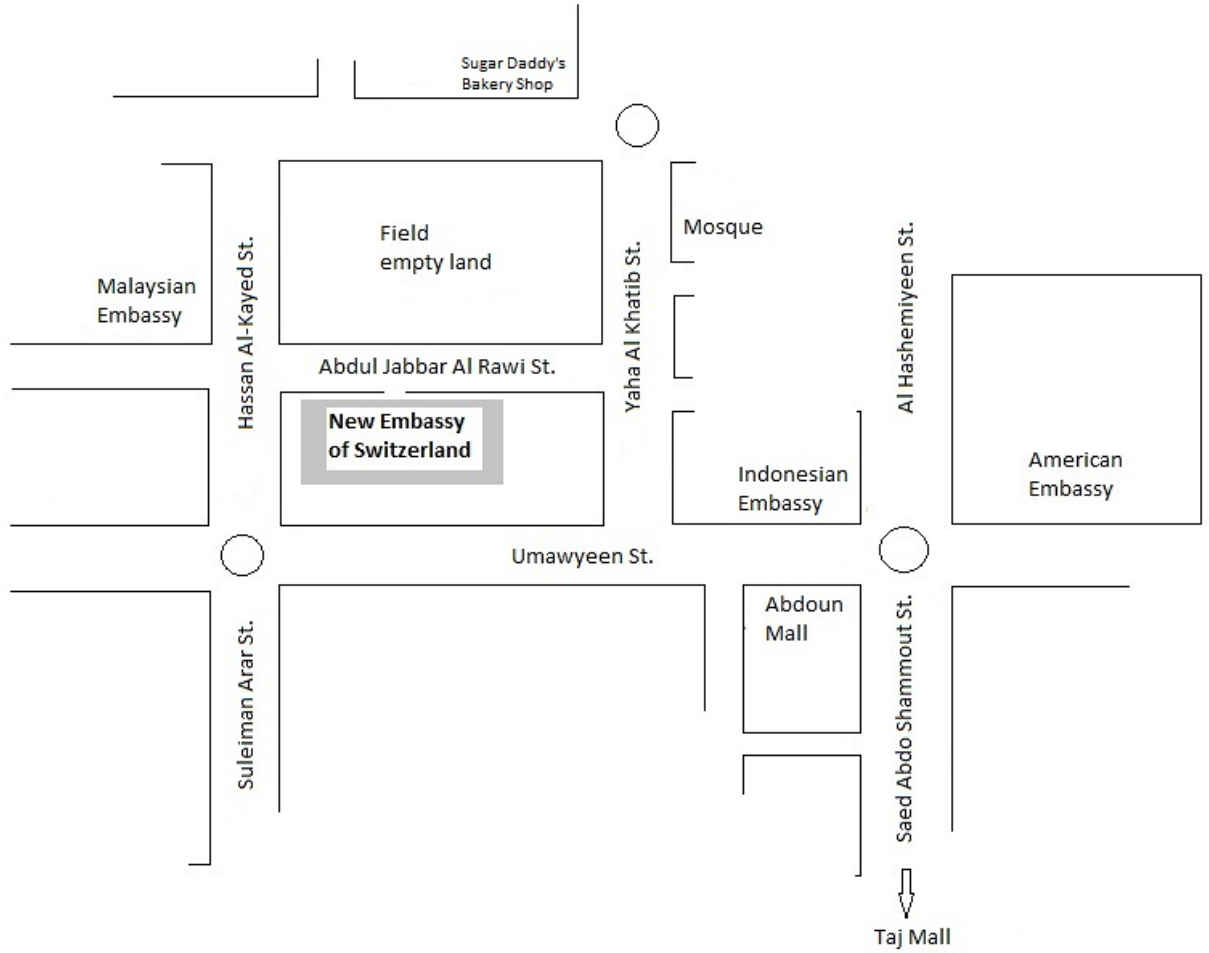 Sugar Daddy's
Bakery Shop
Field
empty land
Mosque
Malaysian
Embassy
Hassan Al-Kayed St.
Yaha Al Khatib St.
Al Hashemiyeen St.
Abdul Jabbar Al Rawi St.
New Embassy
of Switzerland
Indonesian
Embassy
American
Embassy
Umawyeen St.
Abdoun
Mall
Suleiman Arar St.
Saed Abdo Shammout St.
Taj Mall